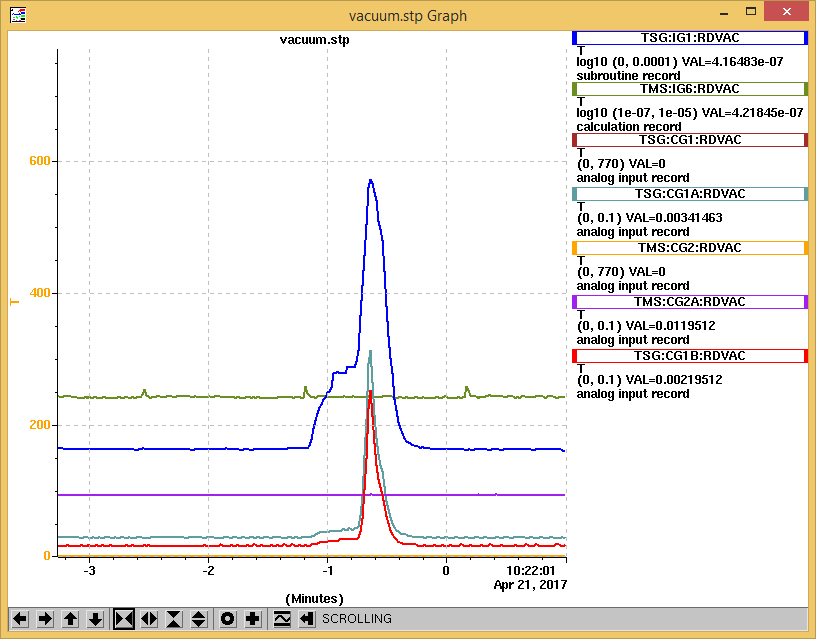 vacuum.stp Graph
vacuum.stp
600
400
T
200
0
-3
-2
-1
0
10:22:01
Apr 21, 2017
(Minutes)
TSG:IG1:RDVAC
T
log10 (0, 0.0001) VAL=4.16483e-07
subroutine record
TMS:IG6:RDVAC
T
log10 (1e-07, 1e-05) VAL=4.21845e-07
calculation record
TSG:CG1:RDVAC
T
(0, 770) VAL=0
analog input record
TSG:CG1A:RDVAC
T
(0, 0.1) VAL=0.00341463
analog input record
TMS:CG2:RDVAC
T
(0, 770) VAL=0
analog input record
TMS:CG2A:RDVAC
T
(0, 0.1) VAL=0.0119512
analog input record
TSG:CG1B:RDVAC
T
(0, 0.1) VAL=0.00219512
analog input record
SCROLLING